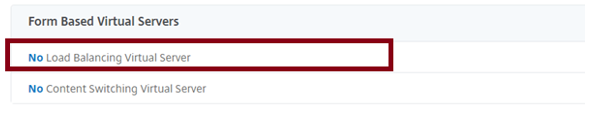 Form Based Virtual Servers
No Load Balancing Virtual Server
No Content Switching Virtual Server